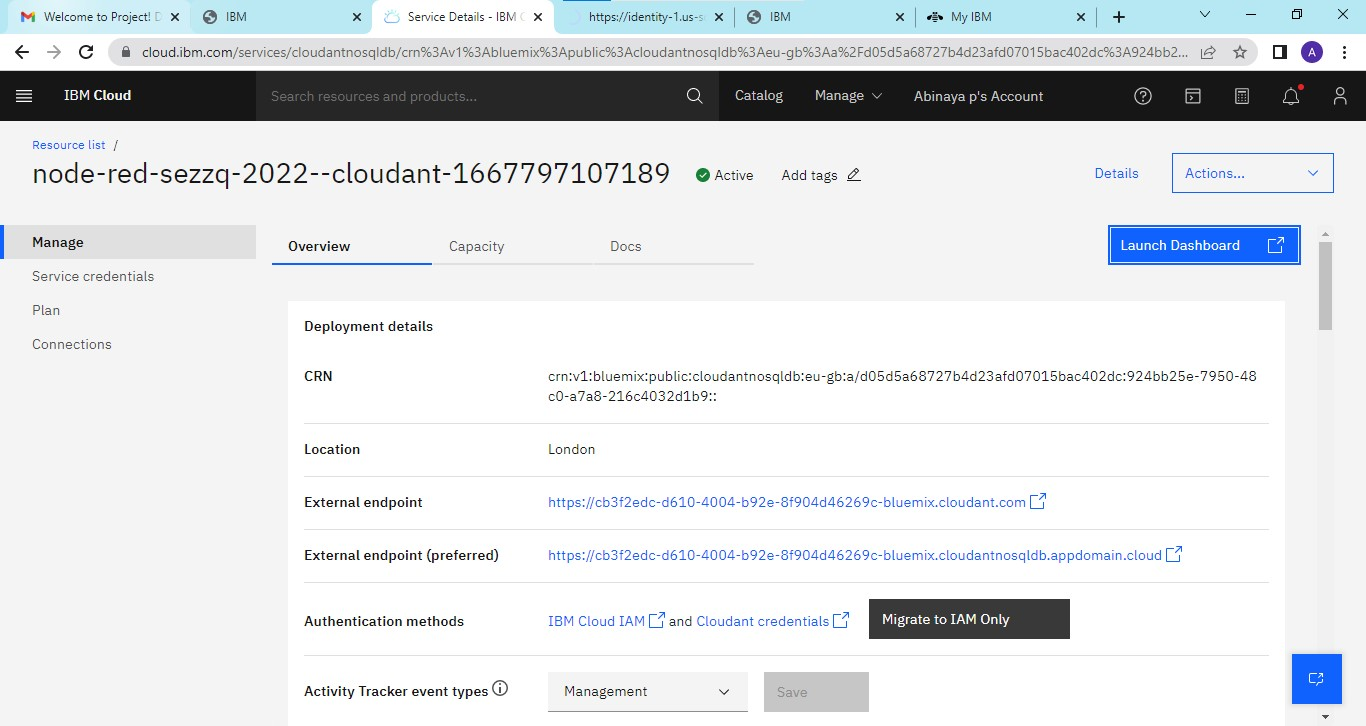 Welcome to Project! D
IBM
Service Details - IBM C
https://identity-1.us-s
IBM
My IBM
cloud.ibm.com/services/cloudantnosqldb/crn%3Av1%3Abluemix%3Apublic%3Acloudantnosqldb%3Aeu-gb%3Aa%2Fd05d5a68727b4d23afd07015bac402dc%3A924bb2...
A
IBM Cloud
Search resources and products...
Catalog
Manage
Abinaya p's Account
Resource list /
node-red-sezzq-2022--cloudant-1667797107189
Active
Add tags
Details
Actions...
Manage
Service credentials
Plan
Connections
Overview
Capacity
Docs
Launch Dashboard
Deployment details
CRN
crn:v1:bluemix:public:cloudantnosqldb:eu-gb:a/d05d5a68727b4d23afd07015bac402dc:924bb25e-7950-48
c0-a7a8-216c4032d1b9::
Location
London
External endpoint
https://cb3f2edc-d610-4004-b92e-8f904d46269c-bluemix.cloudant.com
External endpoint (preferred)
https://cb3f2edc-d610-4004-b92e-8f904d46269c-bluemix.cloudantnosqldb.appdomain.cloud
Authentication methods
IBM Cloud IAM and Cloudant credentials
Migrate to IAM Only
Activity Tracker event types
Management
Save